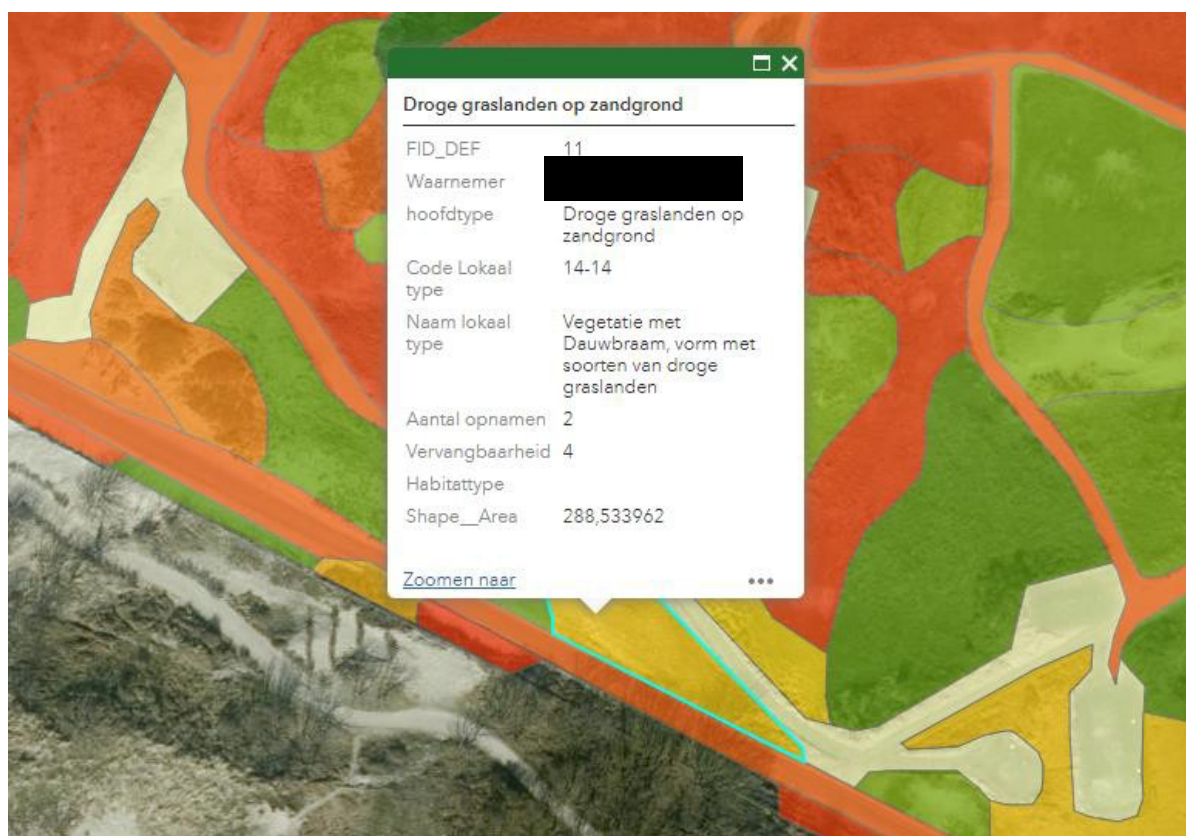 Droge graslanden op zandgrond
FID_DEF 11
Waarnemer
hoofdtype Droge graslanden op
zandgrond
Code Lokaal 14-14
type
Naam lokaal Vegetatie met
type Dauwbraam, vorm met
soorten van droge
graslanden
Aantal opnamen 2
Vervangbaarheid 4
Habitattype
Shape__Area 288,533962
Zoomen naar